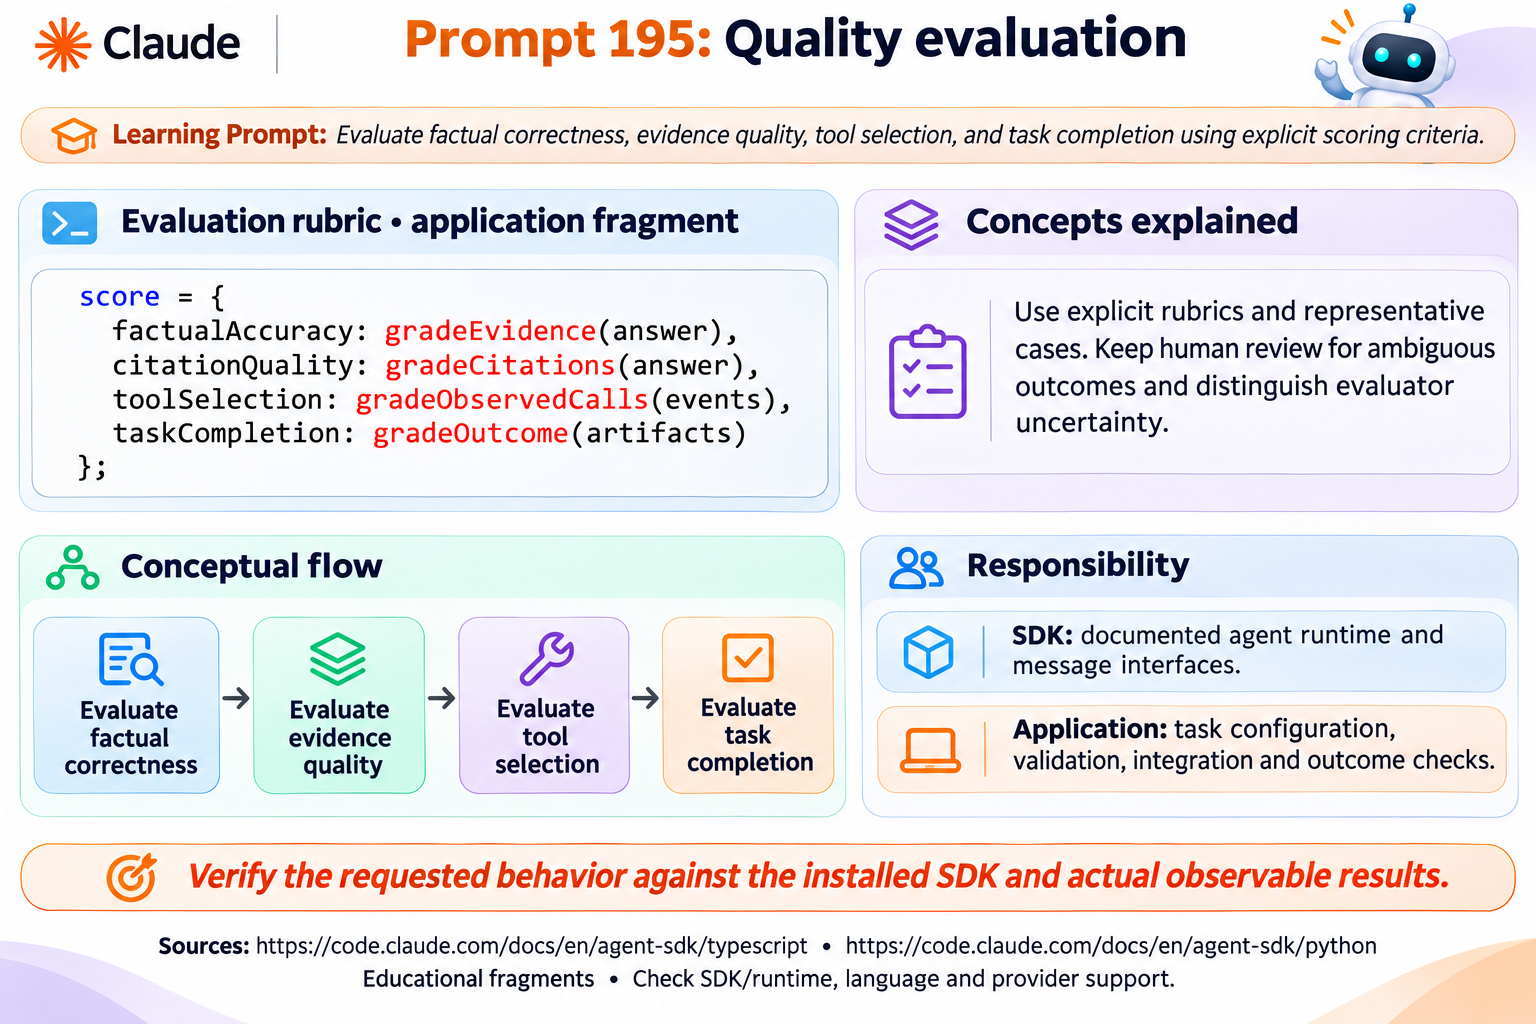 Claude
Prompt 195: Quality evaluation
Learning Prompt: Evaluate factual correctness, evidence quality, tool selection, and task completion using explicit scoring criteria.
Evaluation rubric • application fragment
score = {
  factualAccuracy: gradeEvidence(answer),
  citationQuality: gradeCitations(answer),
  toolSelection: gradeObservedCalls(events),
  taskCompletion: gradeOutcome(artifacts)
};
Concepts explained
Use explicit rubrics and representative
cases. Keep human review for ambiguous
outcomes and distinguish evaluator
uncertainty.
Conceptual flow
Evaluate
factual
correctness
Evaluate
evidence
quality
Evaluate
tool
selection
Evaluate
task
completion
Responsibility
SDK: documented agent runtime and
message interfaces.
Application: task configuration,
validation, integration and outcome checks.
Verify the requested behavior against the installed SDK and actual observable results.
Sources: https://code.claude.com/docs/en/agent-sdk/typescript • https://code.claude.com/docs/en/agent-sdk/python
Educational fragments • Check SDK/runtime, language and provider support.